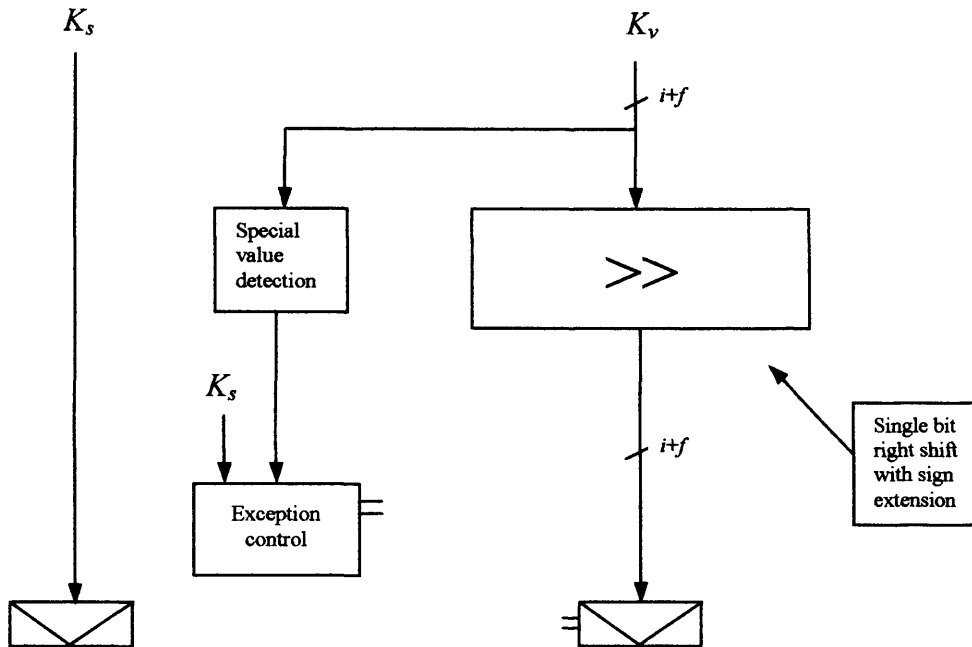 K_s
K_v
i+f
Special
value
detection
>>
K_s
i+f
Single bit
right shift
with sign
extension
Exception
control